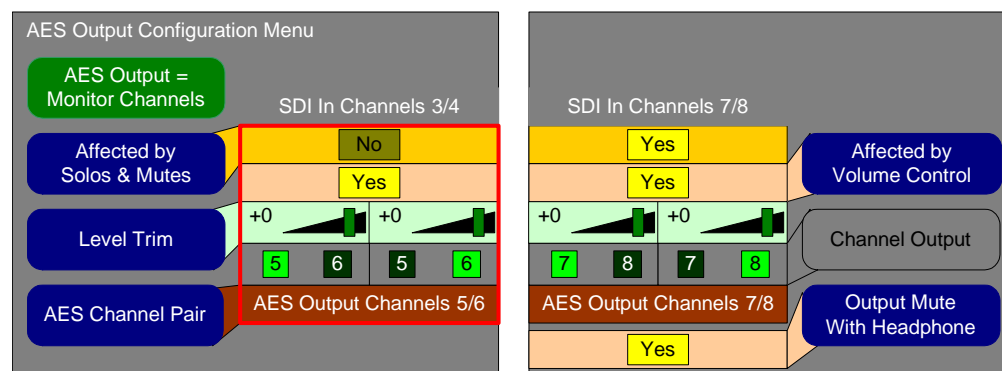 AES Output Configuration Menu
AES Output =
Monitor Channels
SDI In Channels 3/4
SDI In Channels 7/8
Affected by
Solos & Mutes
No
Yes
Affected by
Volume Control
Yes
Yes
Level Trim
+0
+0
+0
+0
Channel Output
5
6
5
6
7
8
7
8
AES Channel Pair
AES Output Channels 5/6
AES Output Channels 7/8
Output Mute
With Headphone
Yes